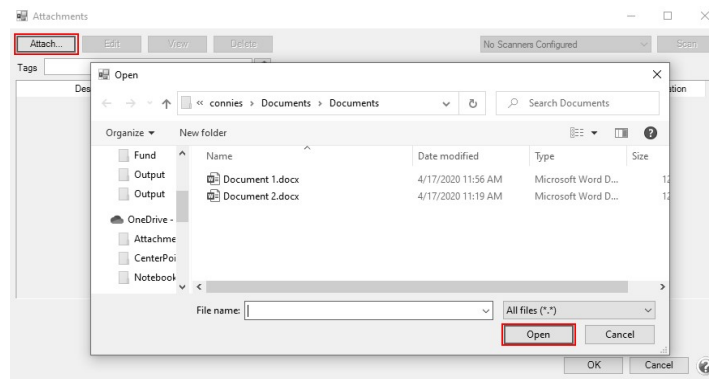 Attachments
Attach... Edit View Delete No Scanners Configured Scan
Tags
Open
« connies > Documents > Documents Search Documents
Organize New folder
Fund Name Date modified Type Size
Output Document 1.docx 4/17/2020 11:56 AM Microsoft Word D... 12
Output Document 2.docx 4/17/2020 11:19 AM Microsoft Word D... 12
OneDrive -
Attachme
CenterPoi
Notebook
File name: All files (*.*)
Open Cancel
OK Cancel